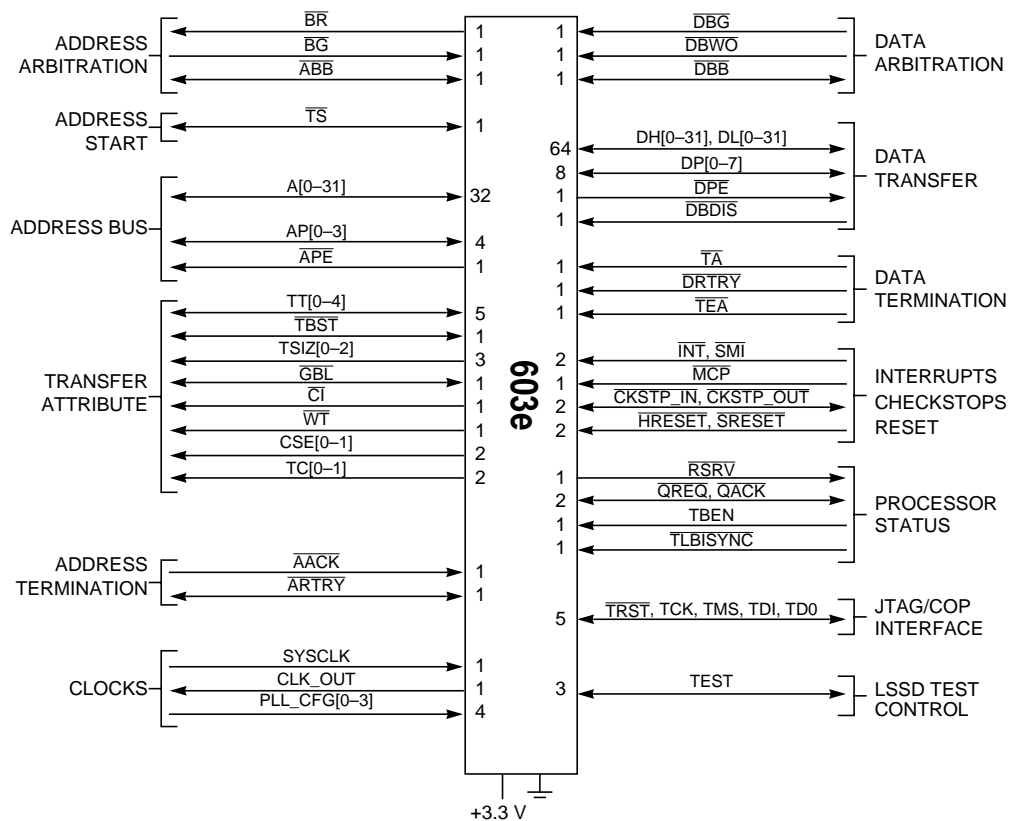 ADDRESS
ARBITRATION
BR 1
BG 1
ABB 1
ADDRESS
START
TS 1
ADDRESS BUS
A[0–31] 32
AP[0–3] 4
APE 1
TRANSFER
ATTRIBUTE
TT[0–4] 5
TBST 1
TSIZ[0–2] 3
GBL 1
CI 1
WT 1
CSE[0–1] 2
TC[0–1] 2
ADDRESS
TERMINATION
AACK 1
ARTRY 1
CLOCKS
SYSCLK 1
CLK_OUT 1
PLL_CFG[0–3] 4
603e
+3.3 V
1 DBG
1 DBWO
1 DBB
DATA
ARBITRATION
64 DH[0–31], DL[0–31]
8 DP[0–7]
1 DPE
1 DBDIS
DATA
TRANSFER
1 TA
1 DRTRY
1 TEA
DATA
TERMINATION
2 INT, SMI
1 MCP
2 CKSTP_IN, CKSTP_OUT
2 HRESET, SRESET
INTERRUPTS
CHECKSTOPS
RESET
1 RSRV
2 QREQ, QACK
1 TBEN
1 TLBISYNC
PROCESSOR
STATUS
5 TRST, TCK, TMS, TDI, TD0
JTAG/COP
INTERFACE
3 TEST
LSSD TEST
CONTROL